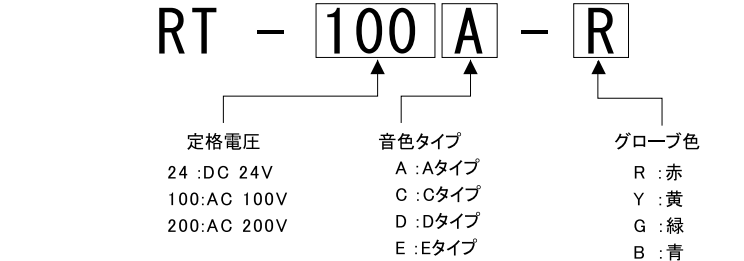 RT - 100 A - R
定格電圧
24 :DC 24V
100:AC 100V
200:AC 200V
音色タイプ
A :Aタイプ
C :Cタイプ
D :Dタイプ
E :Eタイプ
グローブ色
R :赤
Y :黄
G :緑
B :青